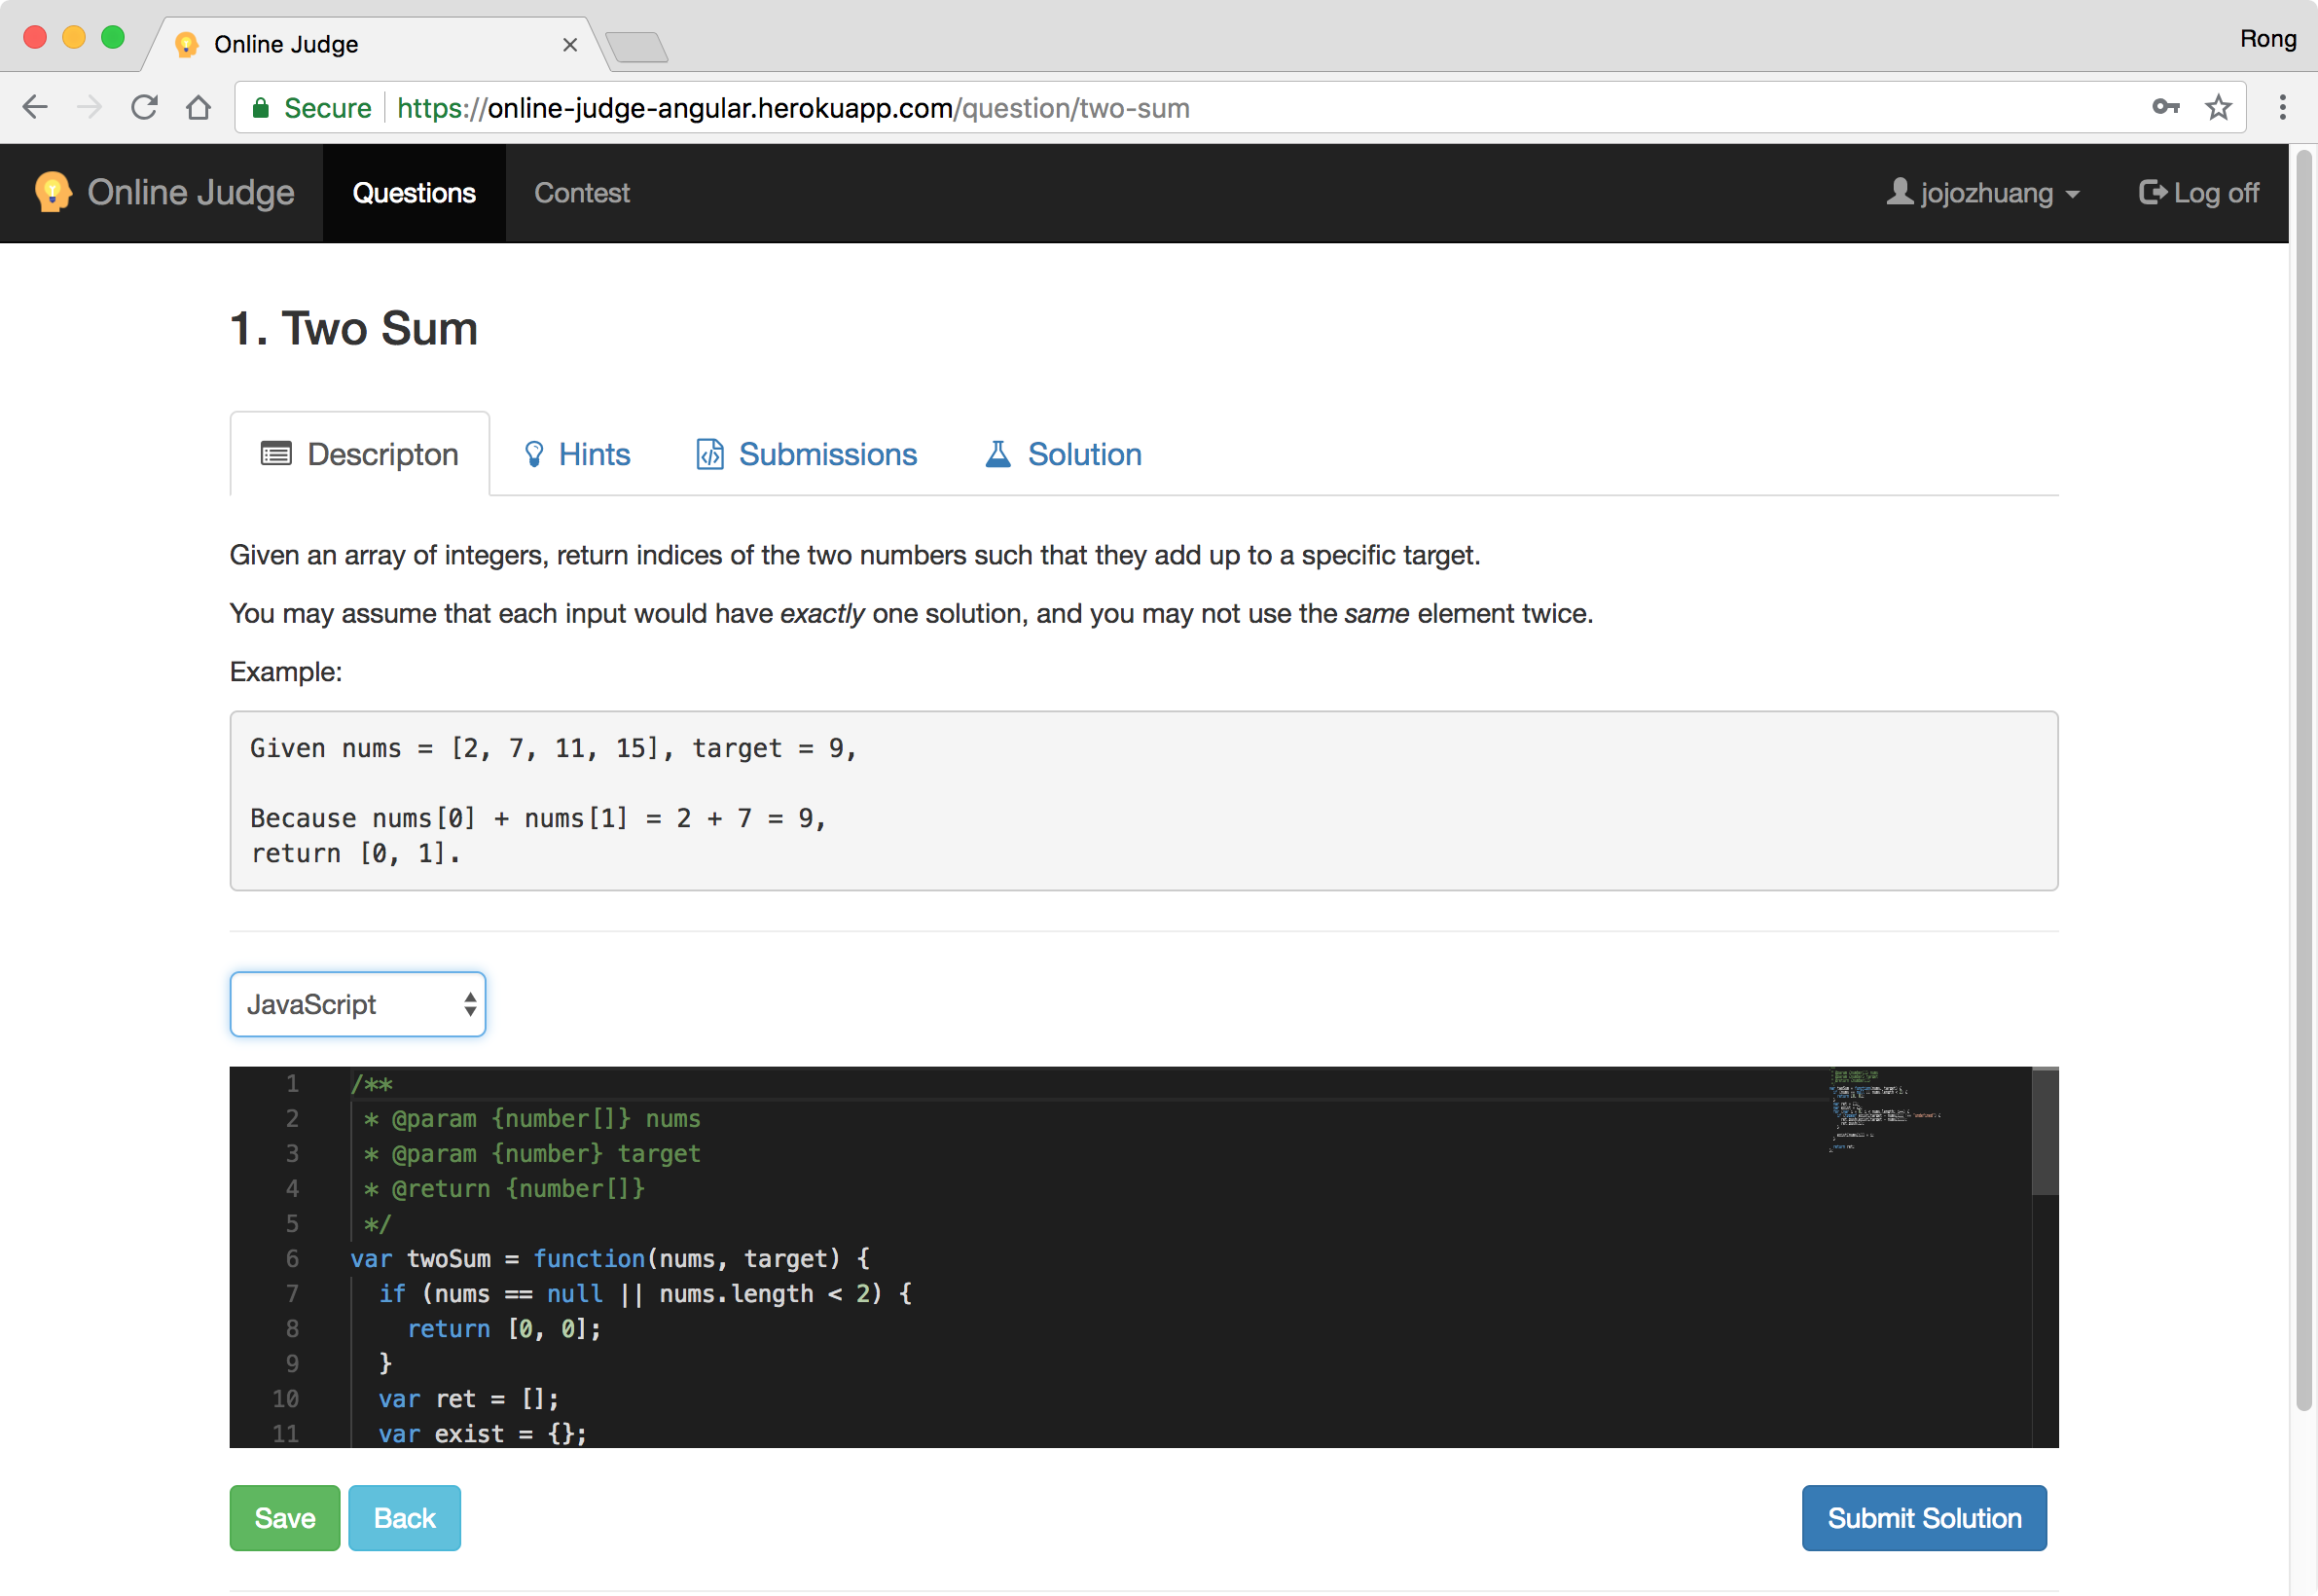 Online Judge
Rong
Secure https://online-judge-angular.herokuapp.com/question/two-sum
Online Judge Questions Contest jojozhuang Log off
1. Two Sum
Descripton Hints Submissions Solution
Given an array of integers, return indices of the two numbers such that they add up to a specific target.
You may assume that each input would have exactly one solution, and you may not use the same element twice.
Example:
Given nums = [2, 7, 11, 15], target = 9,
Because nums[0] + nums[1] = 2 + 7 = 9,
return [0, 1].
JavaScript
1 /**
2 * @param {number[]} nums
3 * @param {number} target
4 * @return {number[]}
5 */
6 var twoSum = function(nums, target) {
7 if (nums == null || nums.length < 2) {
8 return [0, 0];
9 }
10 var ret = [];
11 var exist = {};
Save Back Submit Solution